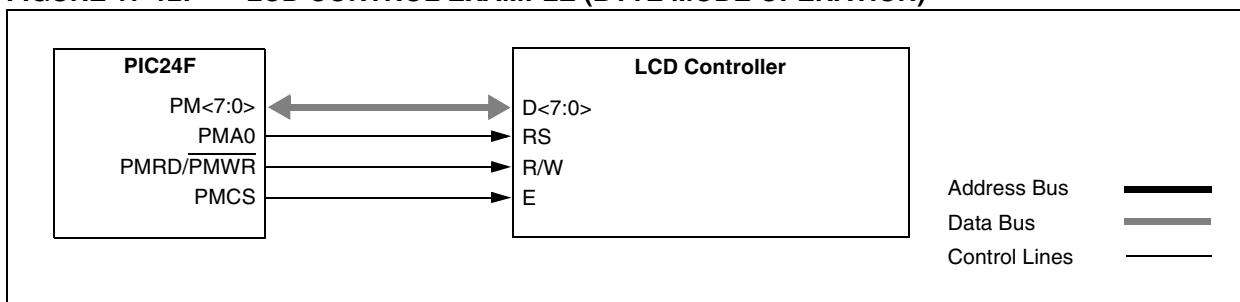 PIC24F
PM<7:0>
PMA0
PMRD/PMWR
PMCS
LCD Controller
D<7:0>
RS
R/W
E
Address Bus
Data Bus
Control Lines